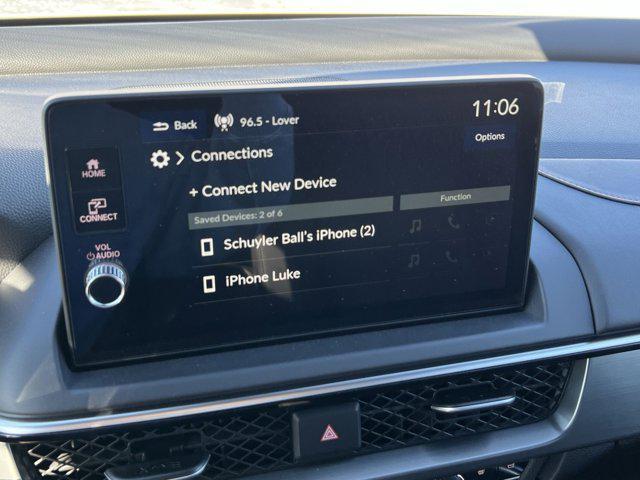 Back
96.5 - Lover
11:06
Connections
Options
HOME
+ Connect New Device
CONNECT
Saved Devices: 2 of 6
Function
Schuyler Ball's iPhone (2)
VOL
AUDIO
iPhone Luke